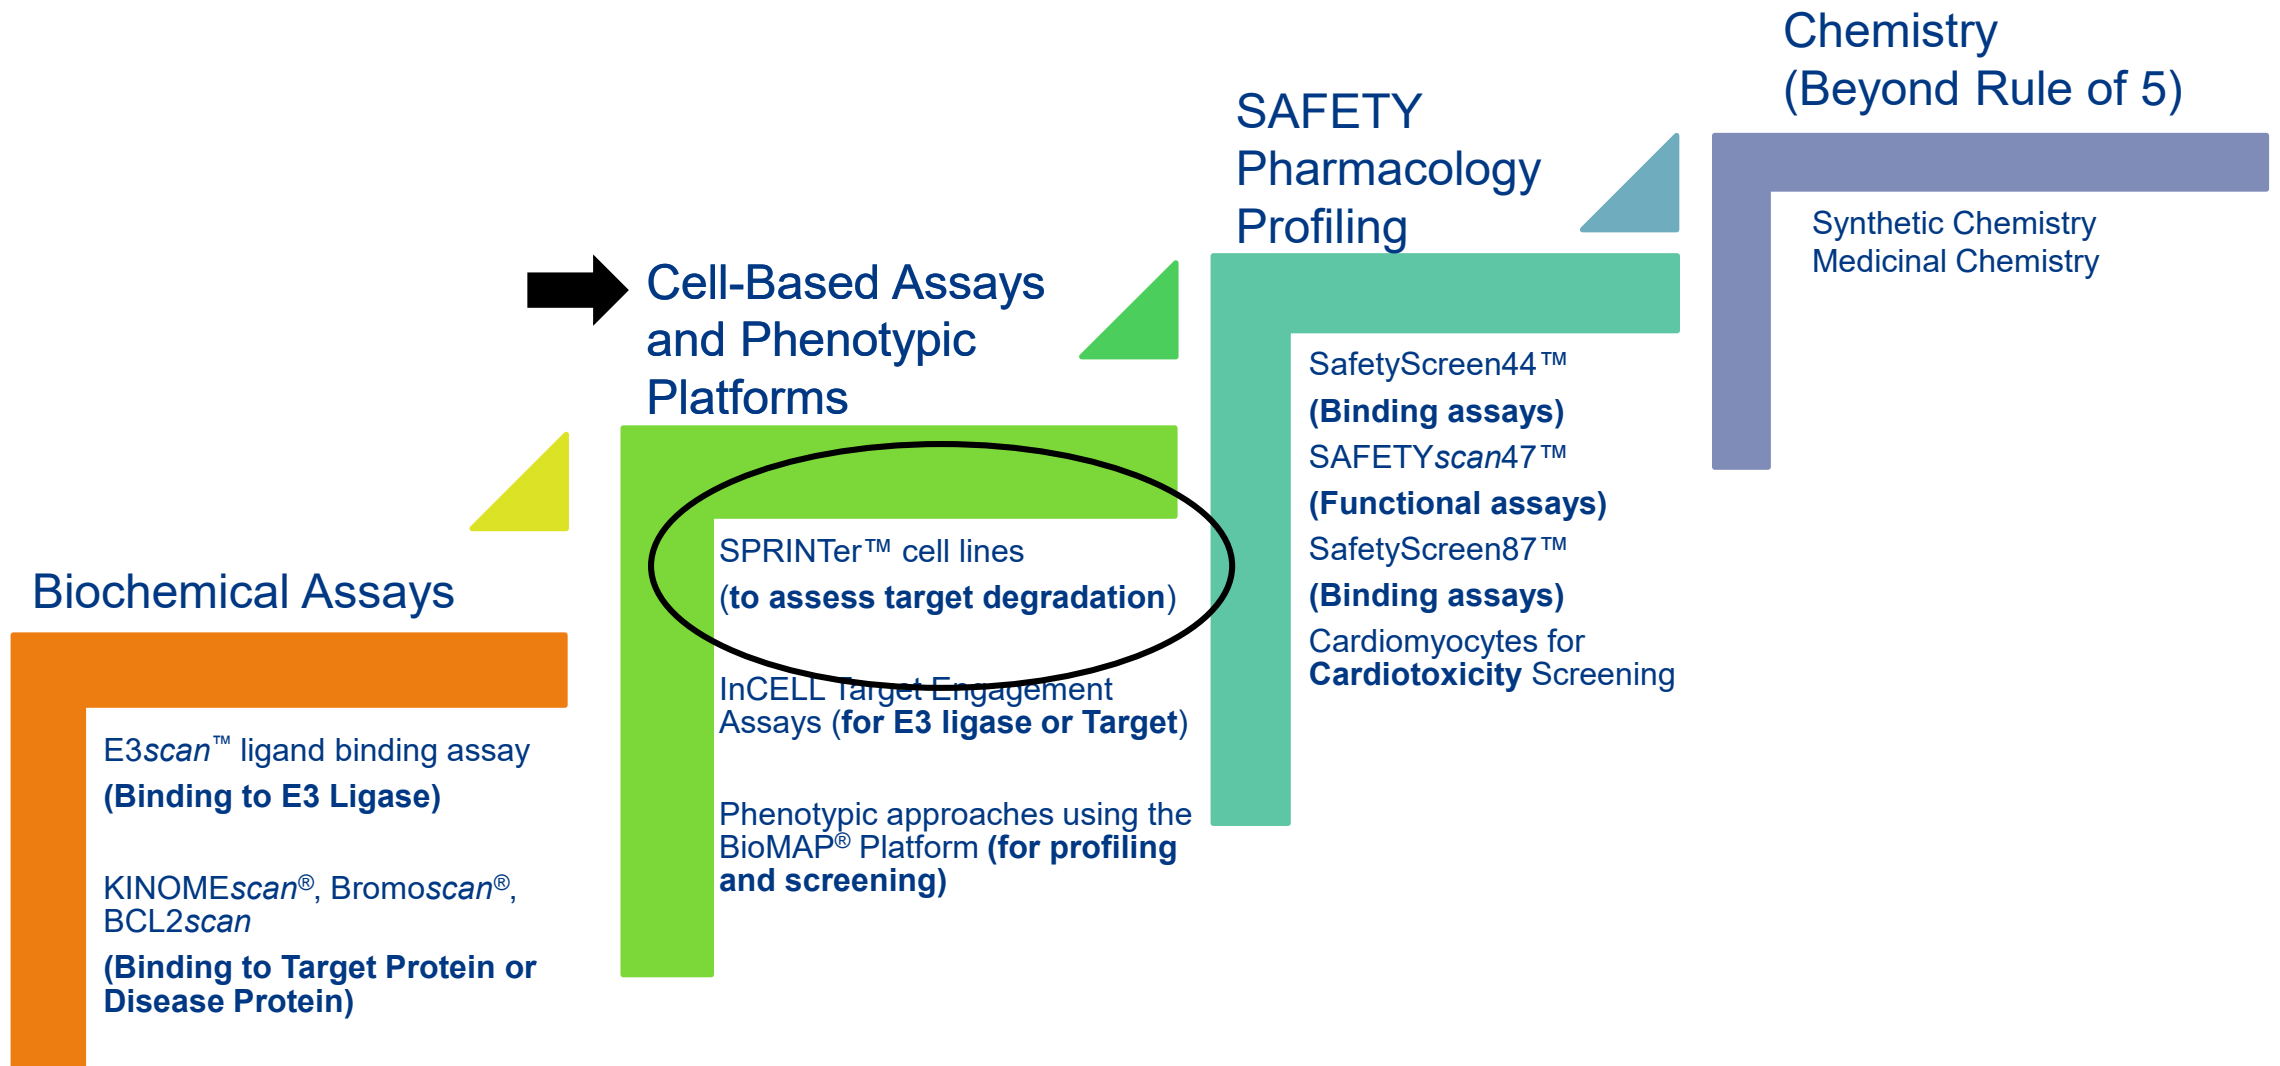 Biochemical Assays
E3scan™ ligand binding assay
(Binding to E3 Ligase)
KINOMEscan®, Bromoscan®,
BCL2scan
(Binding to Target Protein or
Disease Protein)
Cell-Based Assays
and Phenotypic
Platforms
SPRINTer™ cell lines
(to assess target degradation)
InCELL Target Engagement
Assays (for E3 ligase or Target)
Phenotypic approaches using the
BioMAP® Platform (for profiling
and screening)
SAFETY
Pharmacology
Profiling
SafetyScreen44™
(Binding assays)
SAFETYscan47™
(Functional assays)
SafetyScreen87™
(Binding assays)
Cardiomyocytes for
Cardiotoxicity Screening
Chemistry
(Beyond Rule of 5)
Synthetic Chemistry
Medicinal Chemistry